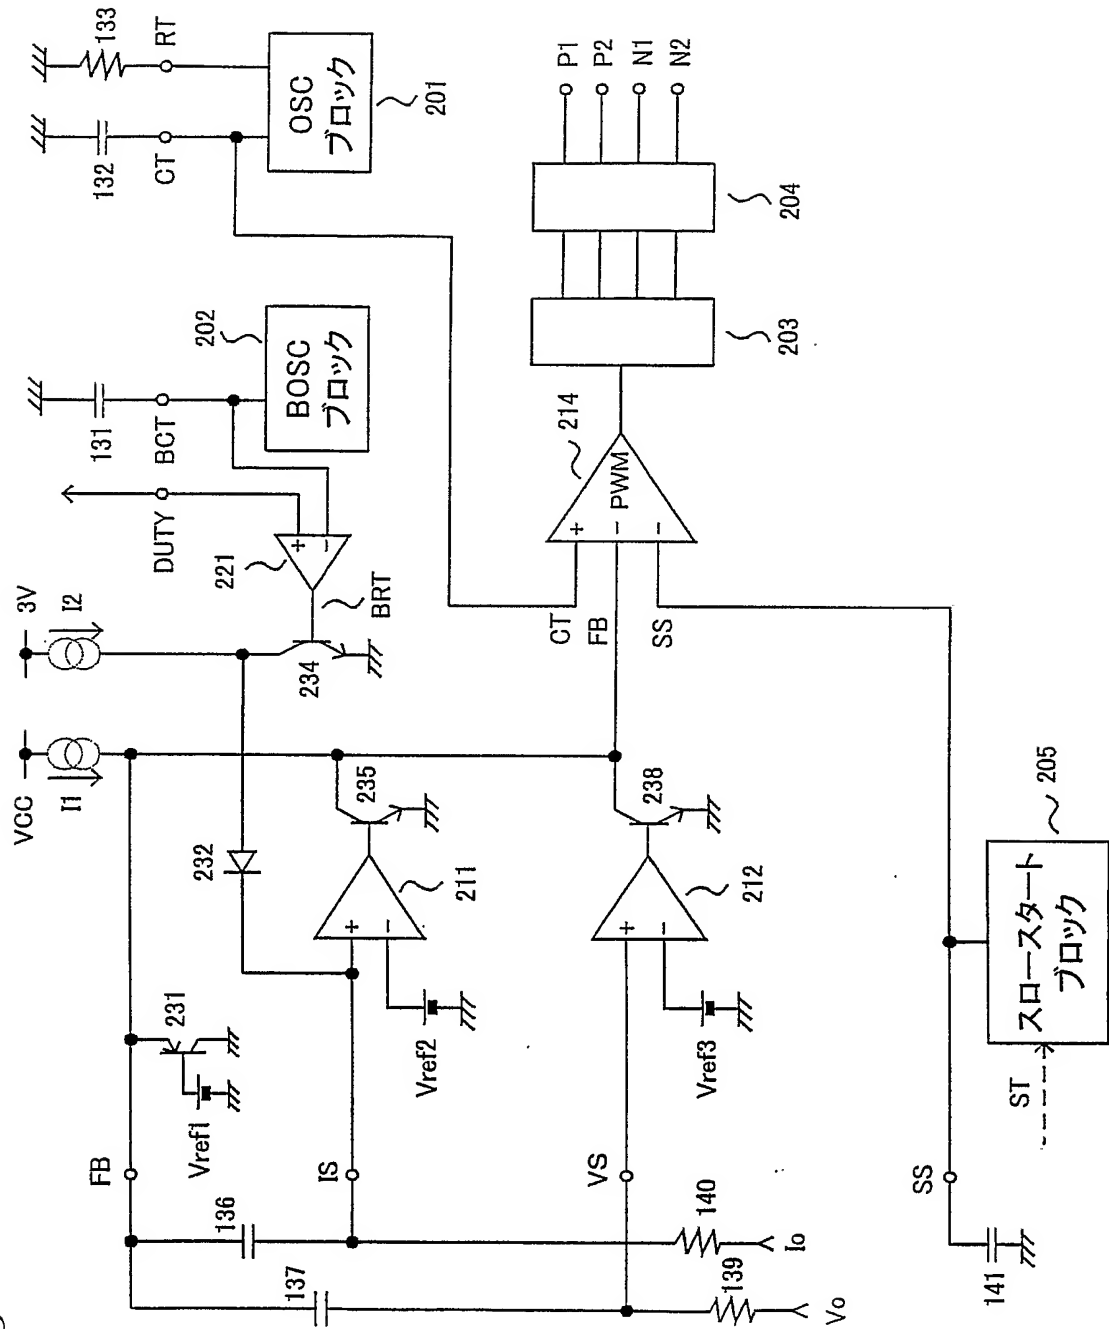 133
RT
132
CT
OSC
ブロック
201
131
BCT
202
BOSC
ブロック
DUTY
221
BRT
3V
I2
234
VCC
I1
232
235
211
Vref2
231
Vref1
FB
IS
136
137
238
212
Vref3
VS
140
Io
139
Vo
CT
FB
SS
+
−
−
PWM
214
203
204
P1
P2
N1
N2
205
スロースタート
ブロック
ST
SS
141
+
−
+
−
+
−